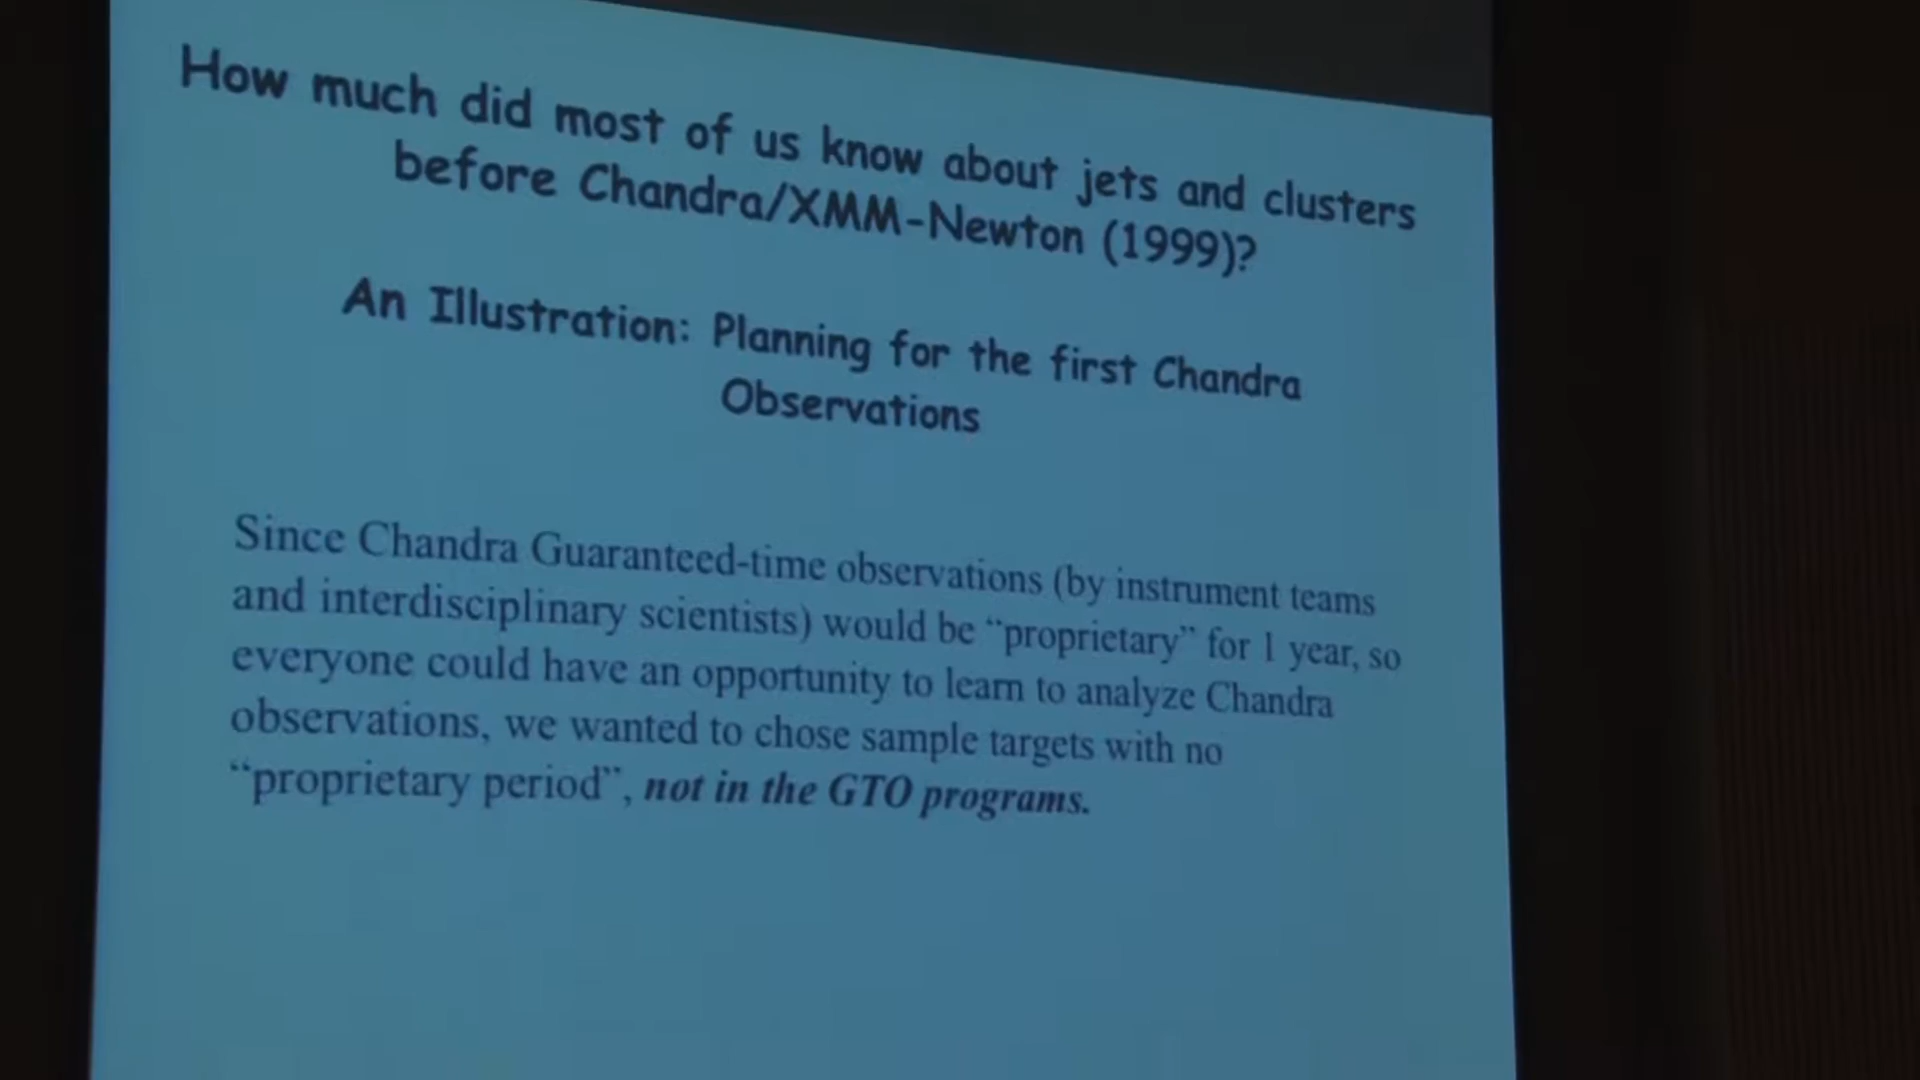 How much did most of us know about jets and clusters
before Chandra/XMM-Newton (1999)?
An Illustration: Planning for the first Chandra
Observations
Since Chandra Guaranteed-time observations (by instrument teams
and interdisciplinary scientists) would be “proprietary” for 1 year, so
everyone could have an opportunity to learn to analyze Chandra
observations, we wanted to chose sample targets with no
“proprietary period”, not in the GTO programs.